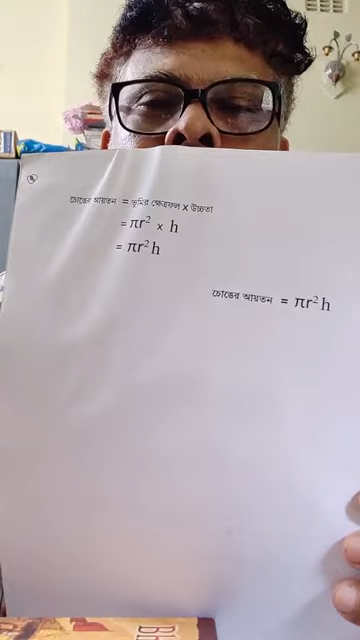 চোঙের আয়তন = ভূমির ক্ষেত্রফল x উচ্চতা
= πr² x h
= πr²h
চোঙের আয়তন = πr²h